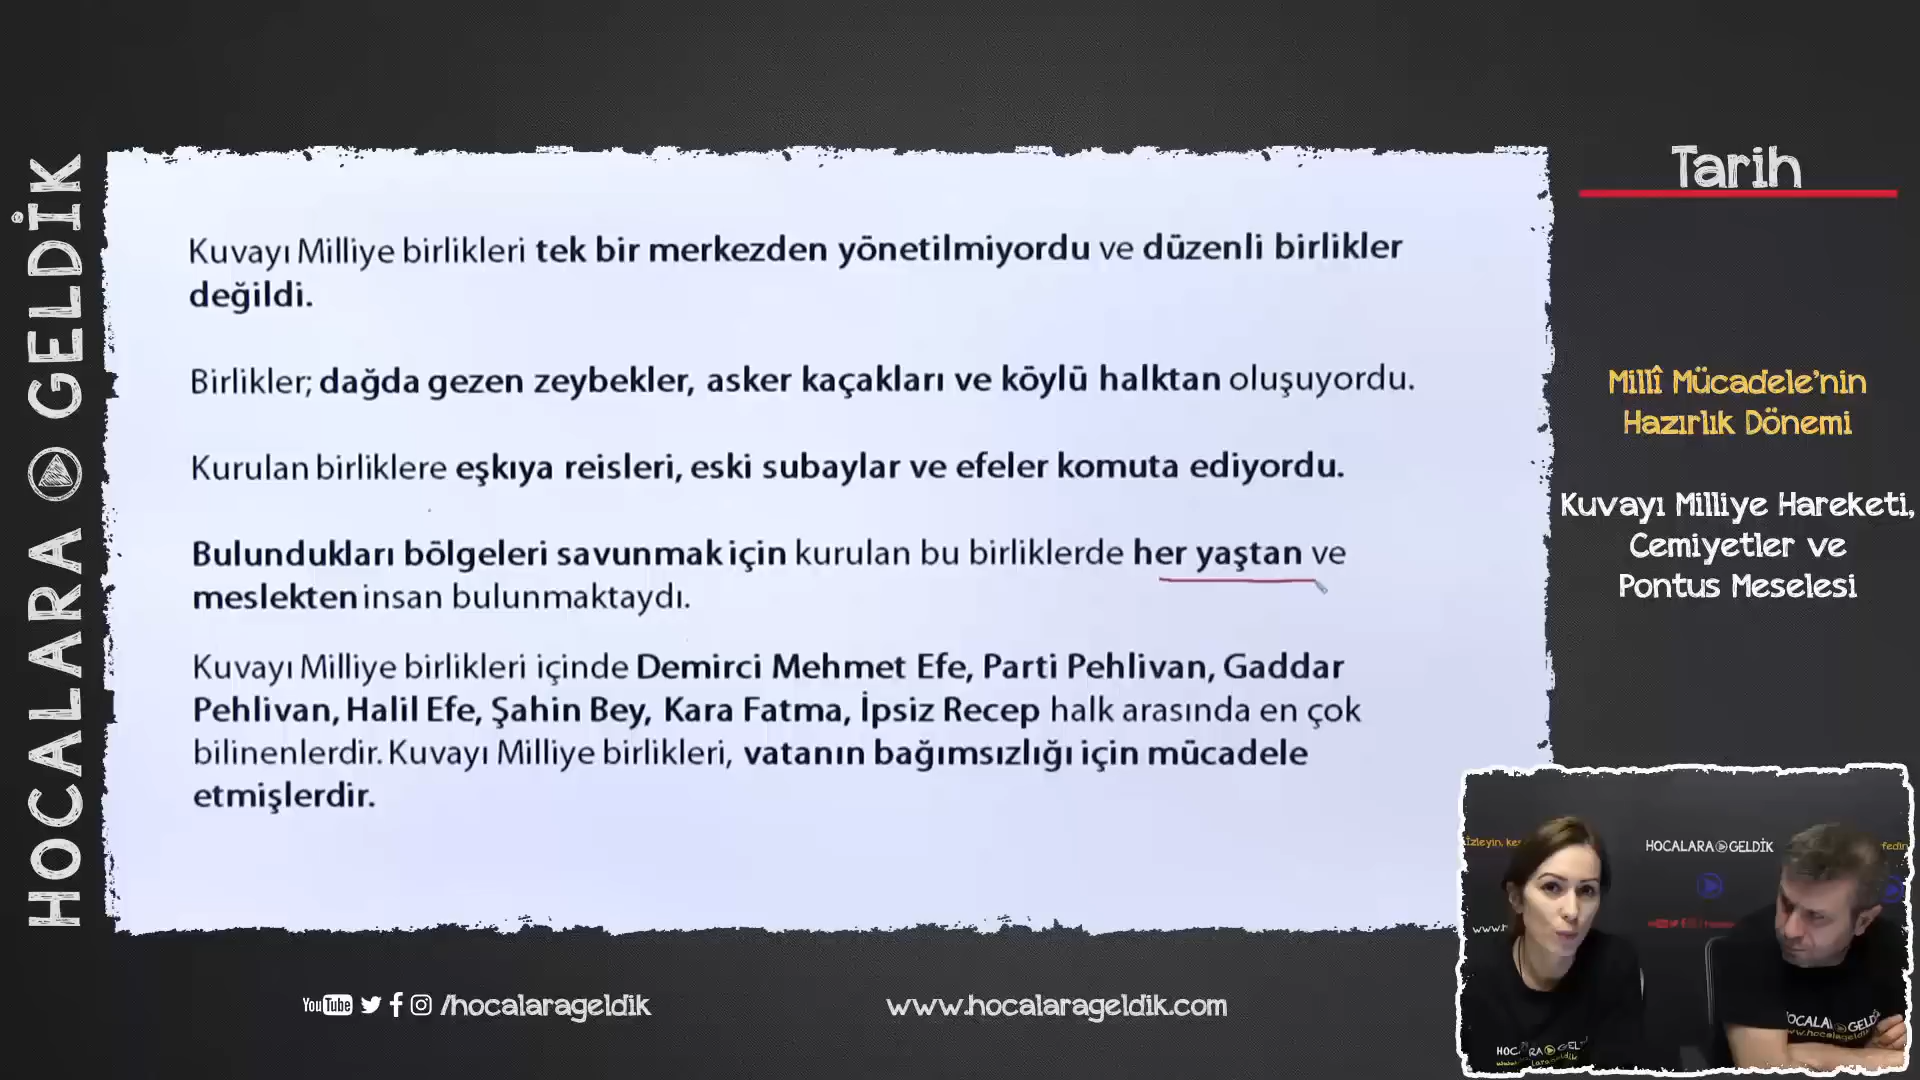 HOCALARA GELDİK
Tarih
Kuvayı Milliye birlikleri tek bir merkezden yönetilmiyordu ve düzenli birlikler
değildi.
Birlikler; dağda gezen zeybekler, asker kaçakları ve köylü halktan oluşuyordu.
Kurulan birliklere eşkıya reisleri, eski subaylar ve efeler komuta ediyordu.
Bulundukları bölgeleri savunmak için kurulan bu birliklerde her yaştan ve
meslekten insan bulunmaktaydı.
Kuvayı Milliye birlikleri içinde Demirci Mehmet Efe, Parti Pehlivan, Gaddar
Pehlivan, Halil Efe, Şahin Bey, Kara Fatma, İpsiz Recep halk arasında en çok
bilinenlerdir. Kuvayı Milliye birlikleri, vatanın bağımsızlığı için mücadele
etmişlerdir.
Millî Mücadele'nin
Hazırlık Dönemi
Kuvayı Milliye Hareketi,
Cemiyetler ve
Pontus Meselesi
HOCALARA GELDİK
YouTube /hocalarageldik
www.hocalarageldik.com